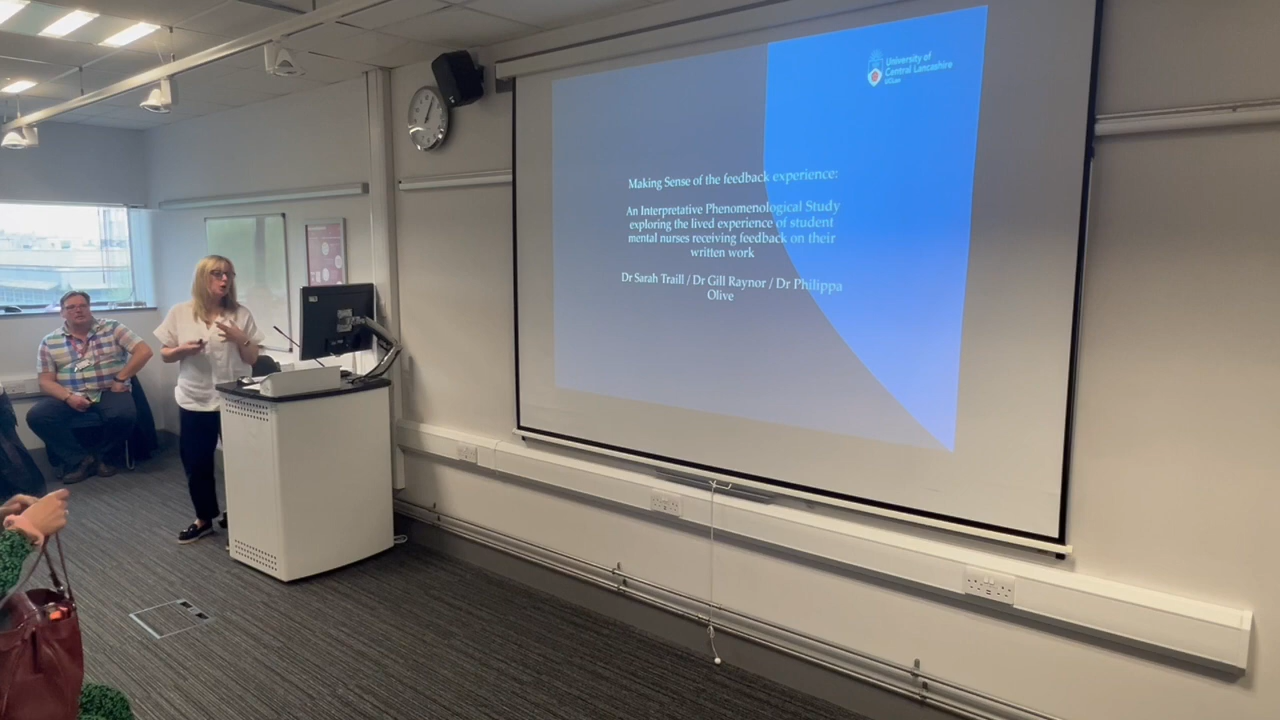 University of
Central Lancashire
UCLan
Making Sense of the feedback experience:
An Interpretative Phenomenological Study
exploring the lived experience of student
mental nurses receiving feedback on their
written work
Dr Sarah Traill / Dr Gill Raynor / Dr Philippa
Olive